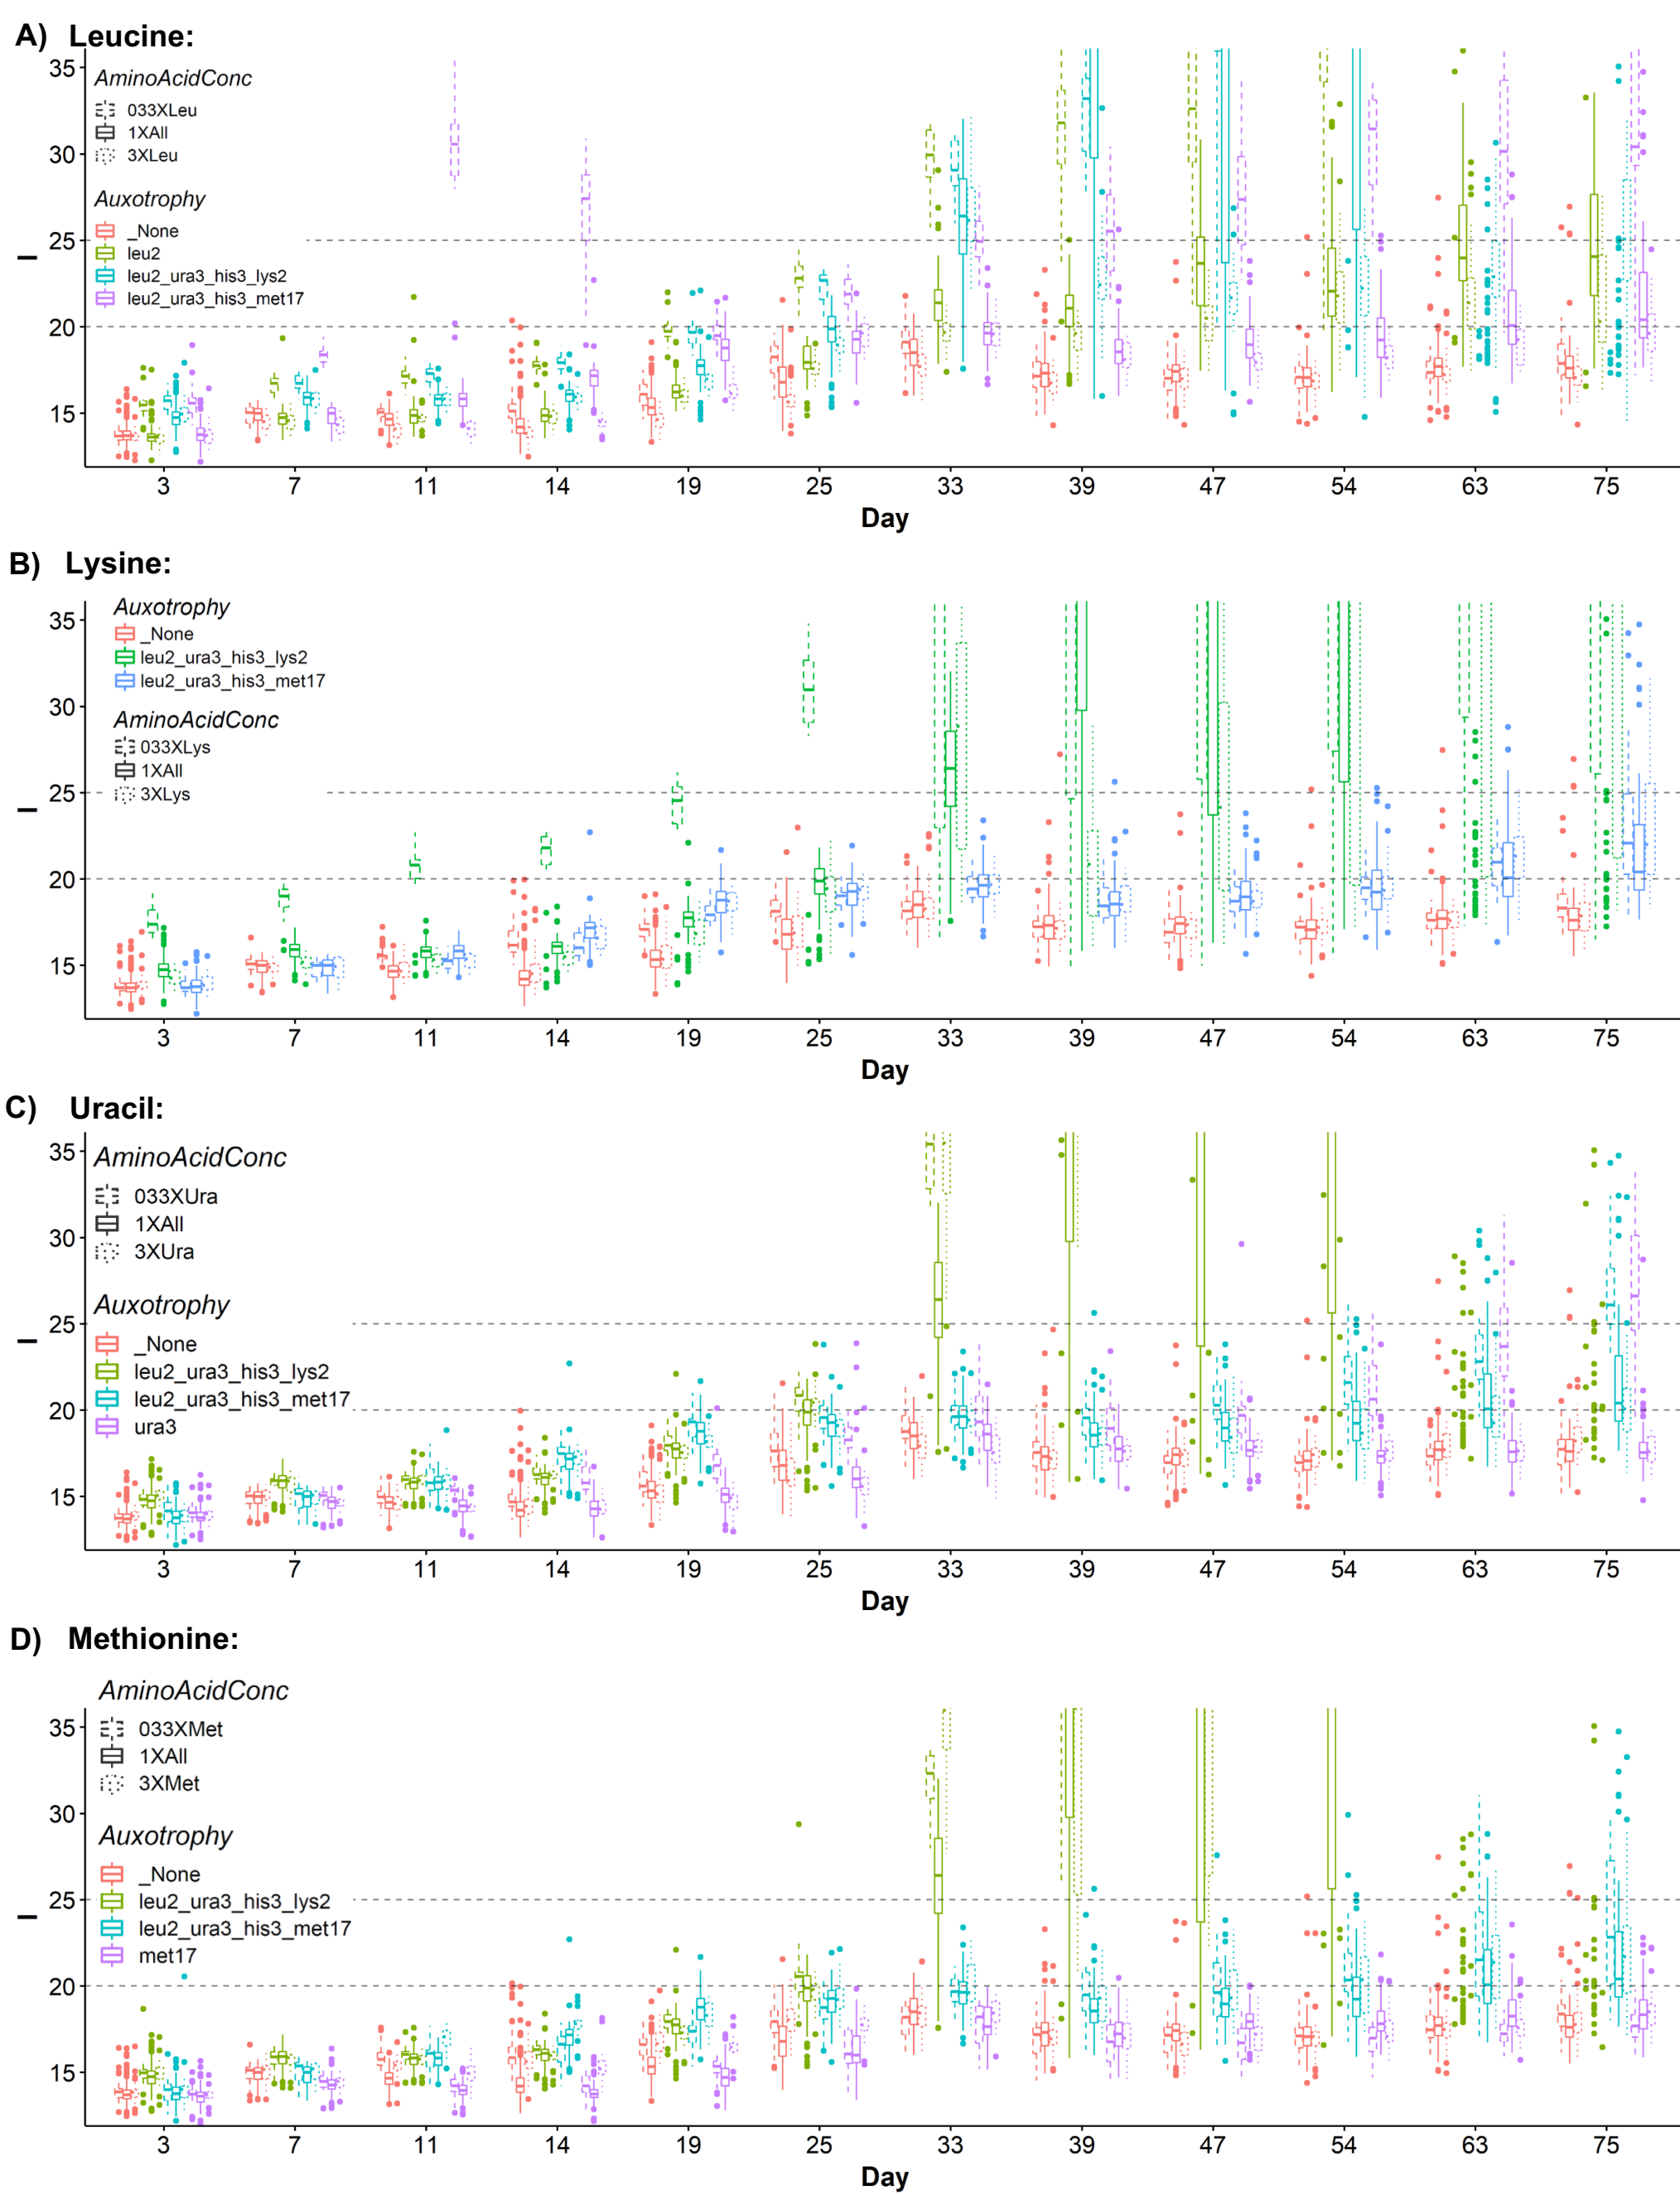 A) Leucine:
AminoAcidConc
033XLeu
1XAll
3XLeu
Auxotrophy
_None
leu2
leu2_ura3_his3_lys2
leu2_ura3_his3_met17
35
30
25
20
15
l
3 7 11 14 19 25 33 39 47 54 63 75
Day
B) Lysine:
Auxotrophy
_None
leu2_ura3_his3_lys2
leu2_ura3_his3_met17
AminoAcidConc
033XLys
1XAll
3XLys
35
30
25
20
15
l
3 7 11 14 19 25 33 39 47 54 63 75
Day
C) Uracil:
AminoAcidConc
033XUra
1XAll
3XUra
Auxotrophy
_None
leu2_ura3_his3_lys2
leu2_ura3_his3_met17
ura3
35
30
25
20
15
l
3 7 11 14 19 25 33 39 47 54 63 75
Day
D) Methionine:
AminoAcidConc
033XMet
1XAll
3XMet
Auxotrophy
_None
leu2_ura3_his3_lys2
leu2_ura3_his3_met17
met17
35
30
25
20
15
l
3 7 11 14 19 25 33 39 47 54 63 75
Day